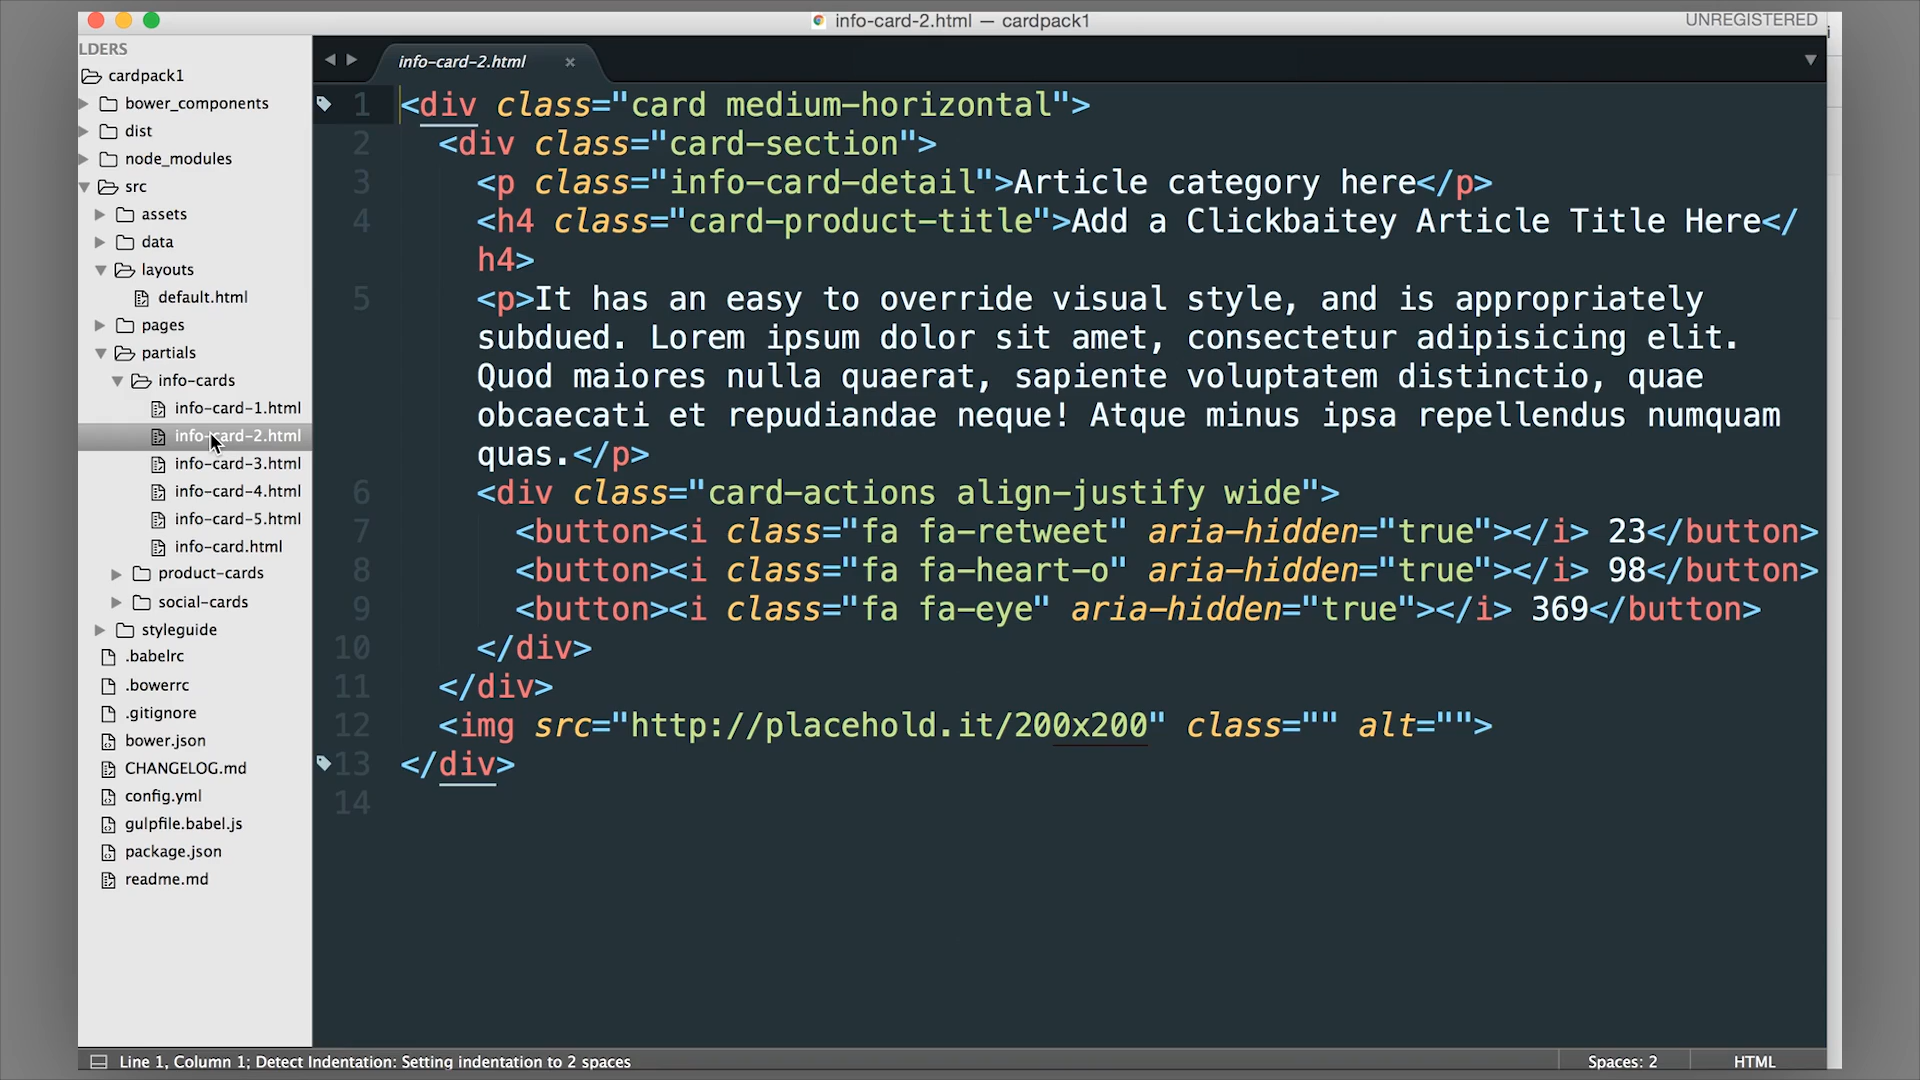 info-card-2.html — cardpack1
UNREGISTERED
LDERS
cardpack1
bower_components
dist
node_modules
src
assets
data
layouts
default.html
pages
partials
info-cards
info-card-1.html
info-card-2.html
info-card-3.html
info-card-4.html
info-card-5.html
info-card.html
product-cards
social-cards
styleguide
.babelrc
.bowerrc
.gitignore
bower.json
CHANGELOG.md
config.yml
gulpfile.babel.js
package.json
readme.md
info-card-2.html
1 <div class="card medium-horizontal">
2 <div class="card-section">
3 <p class="info-card-detail">Article category here</p>
4 <h4 class="card-product-title">Add a Clickbaitey Article Title Here</
h4>
5 <p>It has an easy to override visual style, and is appropriately
subdued. Lorem ipsum dolor sit amet, consectetur adipisicing elit.
Quod maiores nulla quaerat, sapiente voluptatem distinctio, quae
obcaecati et repudiandae neque! Atque minus ipsa repellendus numquam
quas.</p>
6 <div class="card-actions align-justify wide">
7 <button><i class="fa fa-retweet" aria-hidden="true"></i> 23</button>
8 <button><i class="fa fa-heart-o" aria-hidden="true"></i> 98</button>
9 <button><i class="fa fa-eye" aria-hidden="true"></i> 369</button>
10 </div>
11 </div>
12 <img src="http://placehold.it/200x200" class="" alt="">
13 </div>
14
Line 1, Column 1; Detect Indentation: Setting indentation to 2 spaces
Spaces: 2
HTML